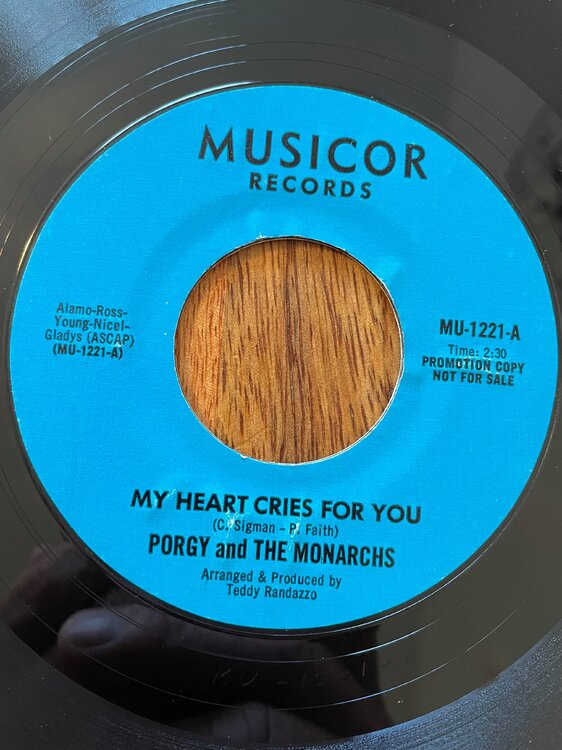 MUSICOR
RECORDS
Alamo-Ross-
Young-Nicel-
Gladys (ASCAP)
(MU-1221-A)
MU-1221-A
Time: 2:30
PROMOTION COPY
NOT FOR SALE
MY HEART CRIES FOR YOU
(C. Sigman - P. Faith)
PORGY and THE MONARCHS
Arranged & Produced by
Teddy Randazzo